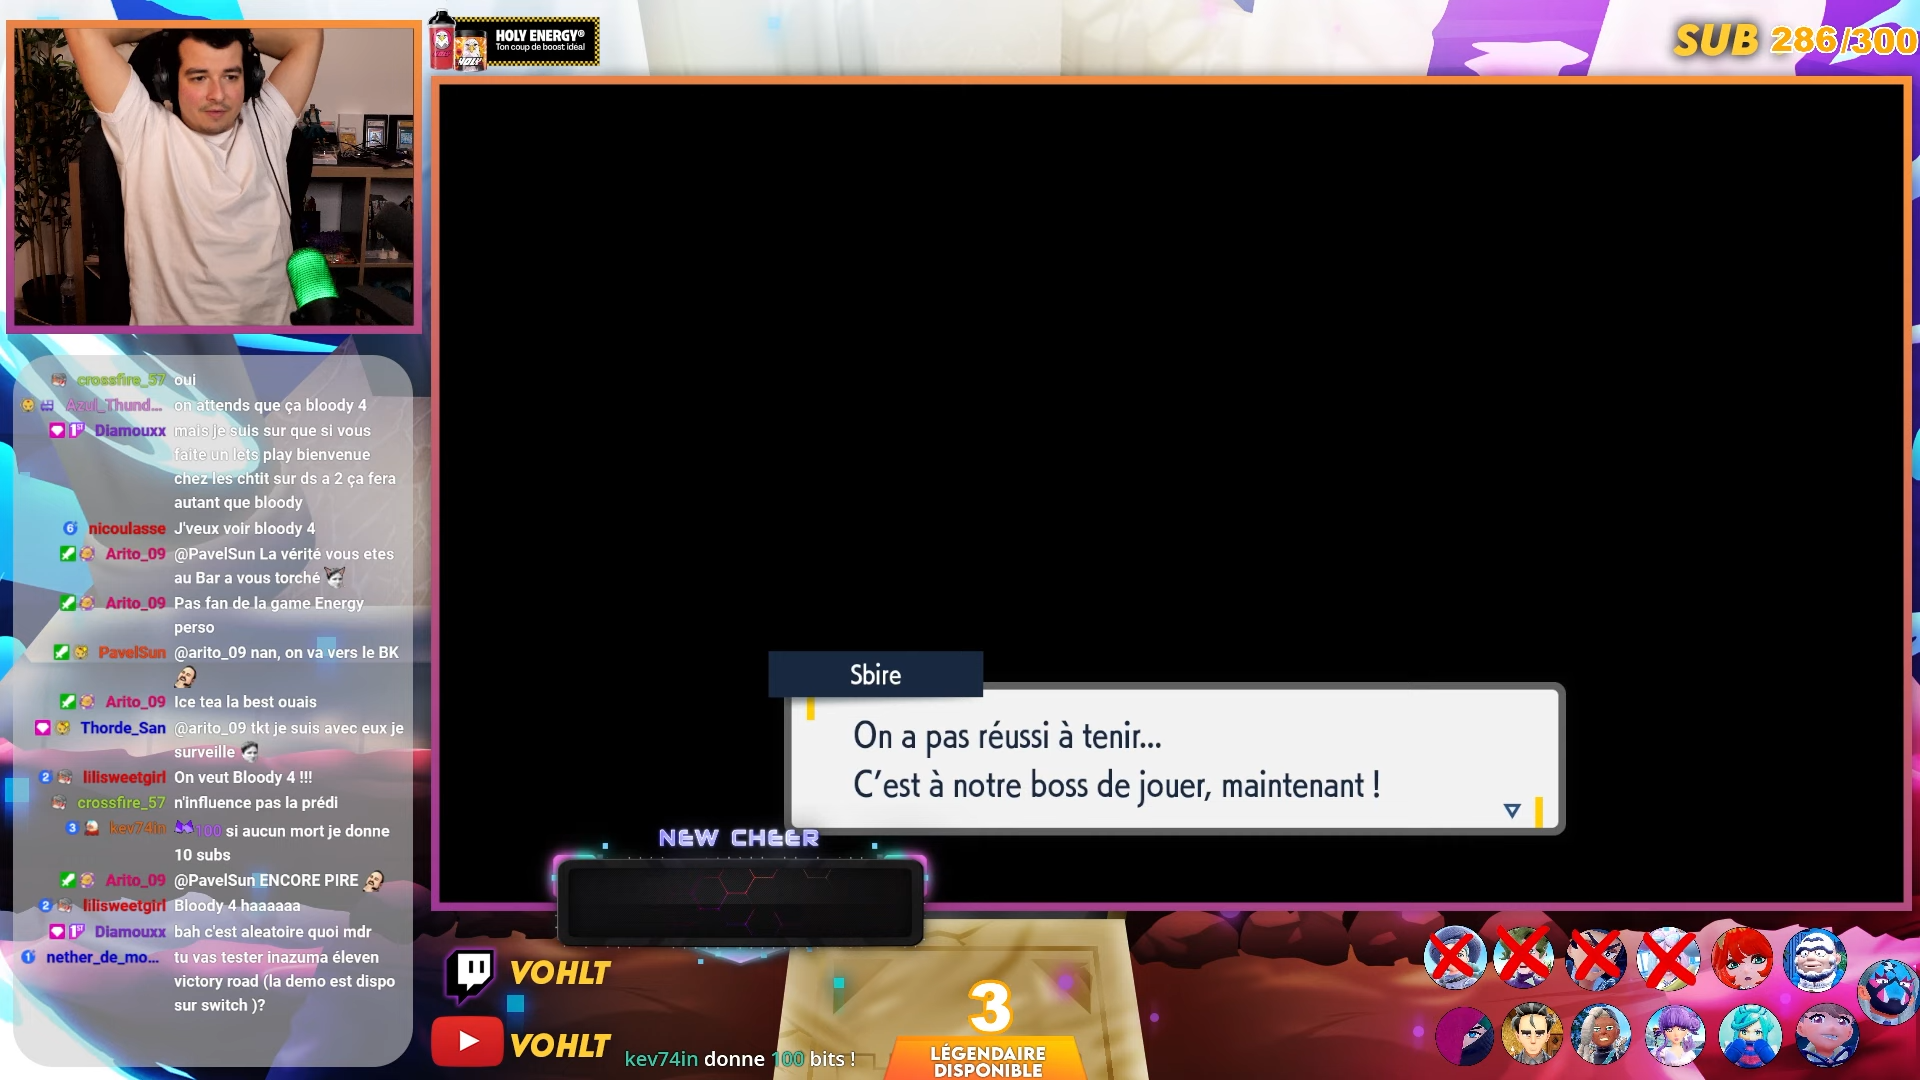 HOLY ENERGY®
Ton coup de boost idéal
HOLY
SUB 286/300
crossfire_57 oui
Azul_Thund... on attends que ça bloody 4
Diamouxx mais je suis sur que si vous
faite un lets play bienvenue
chez les chtit sur ds a 2 ça fera
autant que bloody
nicoulasse J'veux voir bloody 4
Arito_09 @PavelSun La vérité vous etes
au Bar a vous torché
Arito_09 Pas fan de la game Energy
perso
PavelSun @arito_09 nan, on va vers le BK
Arito_09 Ice tea la best ouais
Thorde_San @arito_09 tkt je suis avec eux je
surveille
lilisweetgirl On veut Bloody 4 !!!
crossfire_57 n'influence pas la prédi
kev74in 100 si aucun mort je donne
10 subs
Arito_09 @PavelSun ENCORE PIRE
lilisweetgirl Bloody 4 haaaaaa
Diamouxx bah c'est aleatoire quoi mdr
nether_de_mo... tu vas tester inazuma éleven
victory road (la demo est dispo
sur switch )?
Sbire
On a pas réussi à tenir...
C'est à notre boss de jouer, maintenant !
NEW CHEER
VOHLT
VOHLT
kev74in donne 100 bits !
3
LÉGENDAIRE
DISPONIBLE